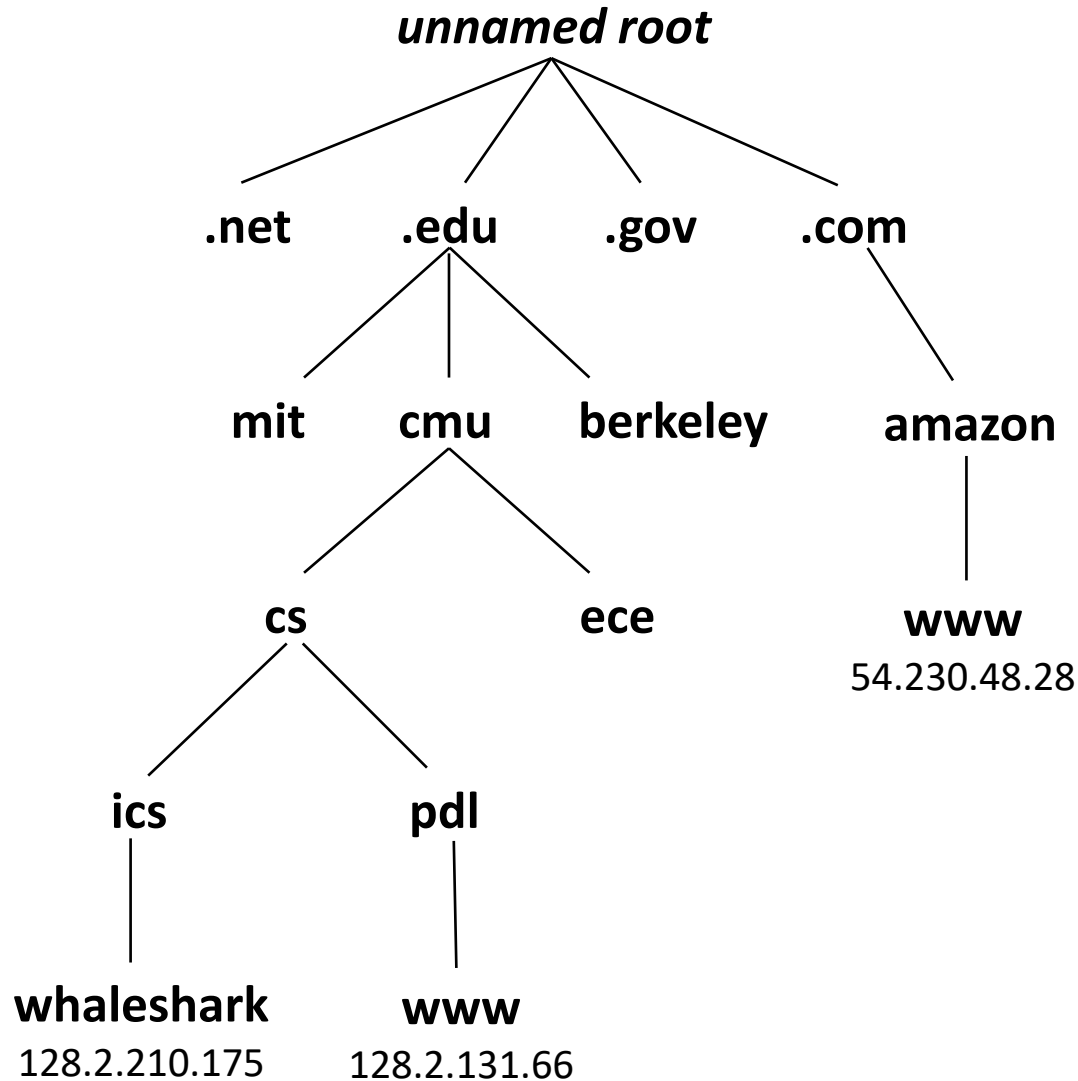 unnamed root
.net .edu .gov .com
mit cmu berkeley amazon
cs ece www
54.230.48.28
ics pdl
whaleshark www
128.2.210.175 128.2.131.66